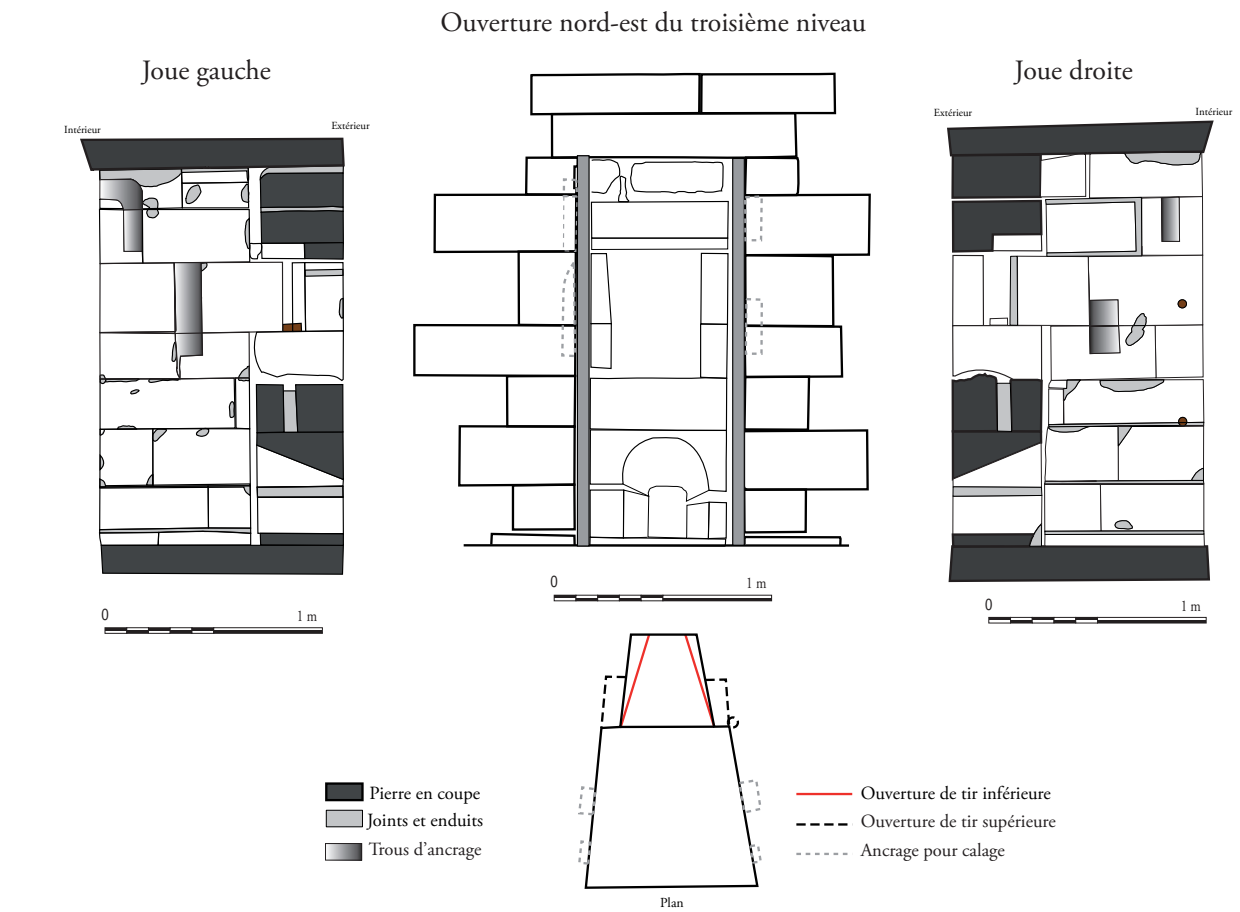 Ouverture nord-est du troisième niveau
Joue gauche
Joue droite
Intérieur
Extérieur
Extérieur
Intérieur
0 1 m
0 1 m
0 1 m
Pierre en coupe
Joints et enduits
Trous d'ancrage
Ouverture de tir inférieure
Ouverture de tir supérieure
Ancrage pour calage
Plan